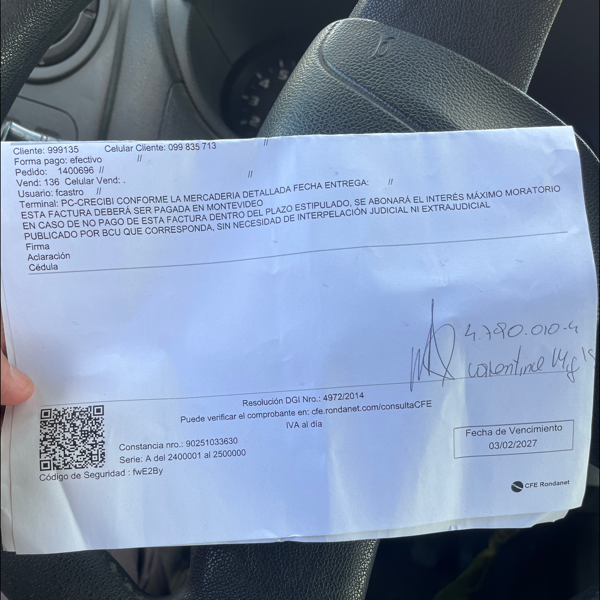 Cliente: 999135 Celular Cliente: 099 835 713 //
Forma pago: efectivo //
Pedido: 1400696 //
Vend: 136 Celular Vend: . //
Usuario: fcastro //
Terminal: PC-CRECIBI CONFORME LA MERCADERIA DETALLADA FECHA ENTREGA: //
ESTA FACTURA DEBERÁ SER PAGADA EN MONTEVIDEO
EN CASO DE NO PAGO DE ESTA FACTURA DENTRO DEL PLAZO ESTIPULADO, SE ABONARÁ EL INTERÉS MÁXIMO MORATORIO
PUBLICADO POR BCU QUE CORRESPONDA, SIN NECESIDAD DE INTERPELACIÓN JUDICIAL NI EXTRAJUDICIAL
Firma
Aclaración
Cédula
4.790.010-4
Resolución DGI Nro.: 4972/2014
Puede verificar el comprobante en: cfe.rondanet.com/consultaCFE
IVA al día
Constancia nro.: 90251033630
Serie: A del 2400001 al 2500000
Código de Seguridad : fwE2By
Fecha de Vencimiento
03/02/2027
CFE Rondanet